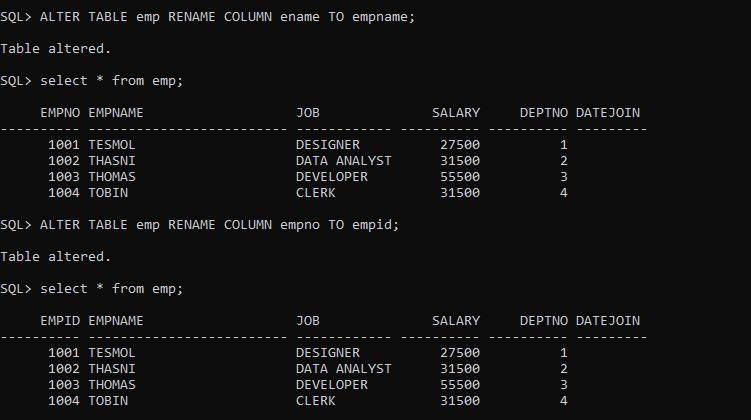 SQL> ALTER TABLE emp RENAME COLUMN ename TO empname;
Table altered.
SQL> select * from emp;
     EMPNO EMPNAME                   JOB               SALARY     DEPTNO DATEJOIN
---------- ------------------------- ------------ ---------- ---------- ---------
      1001 TESMOL                    DESIGNER           27500          1
      1002 THASNI                    DATA ANALYST       31500          2
      1003 THOMAS                    DEVELOPER          55500          3
      1004 TOBIN                     CLERK              31500          4
SQL> ALTER TABLE emp RENAME COLUMN empno TO empid;
Table altered.
SQL> select * from emp;
     EMPID EMPNAME                   JOB               SALARY     DEPTNO DATEJOIN
---------- ------------------------- ------------ ---------- ---------- ---------
      1001 TESMOL                    DESIGNER           27500          1
      1002 THASNI                    DATA ANALYST       31500          2
      1003 THOMAS                    DEVELOPER          55500          3
      1004 TOBIN                     CLERK              31500          4